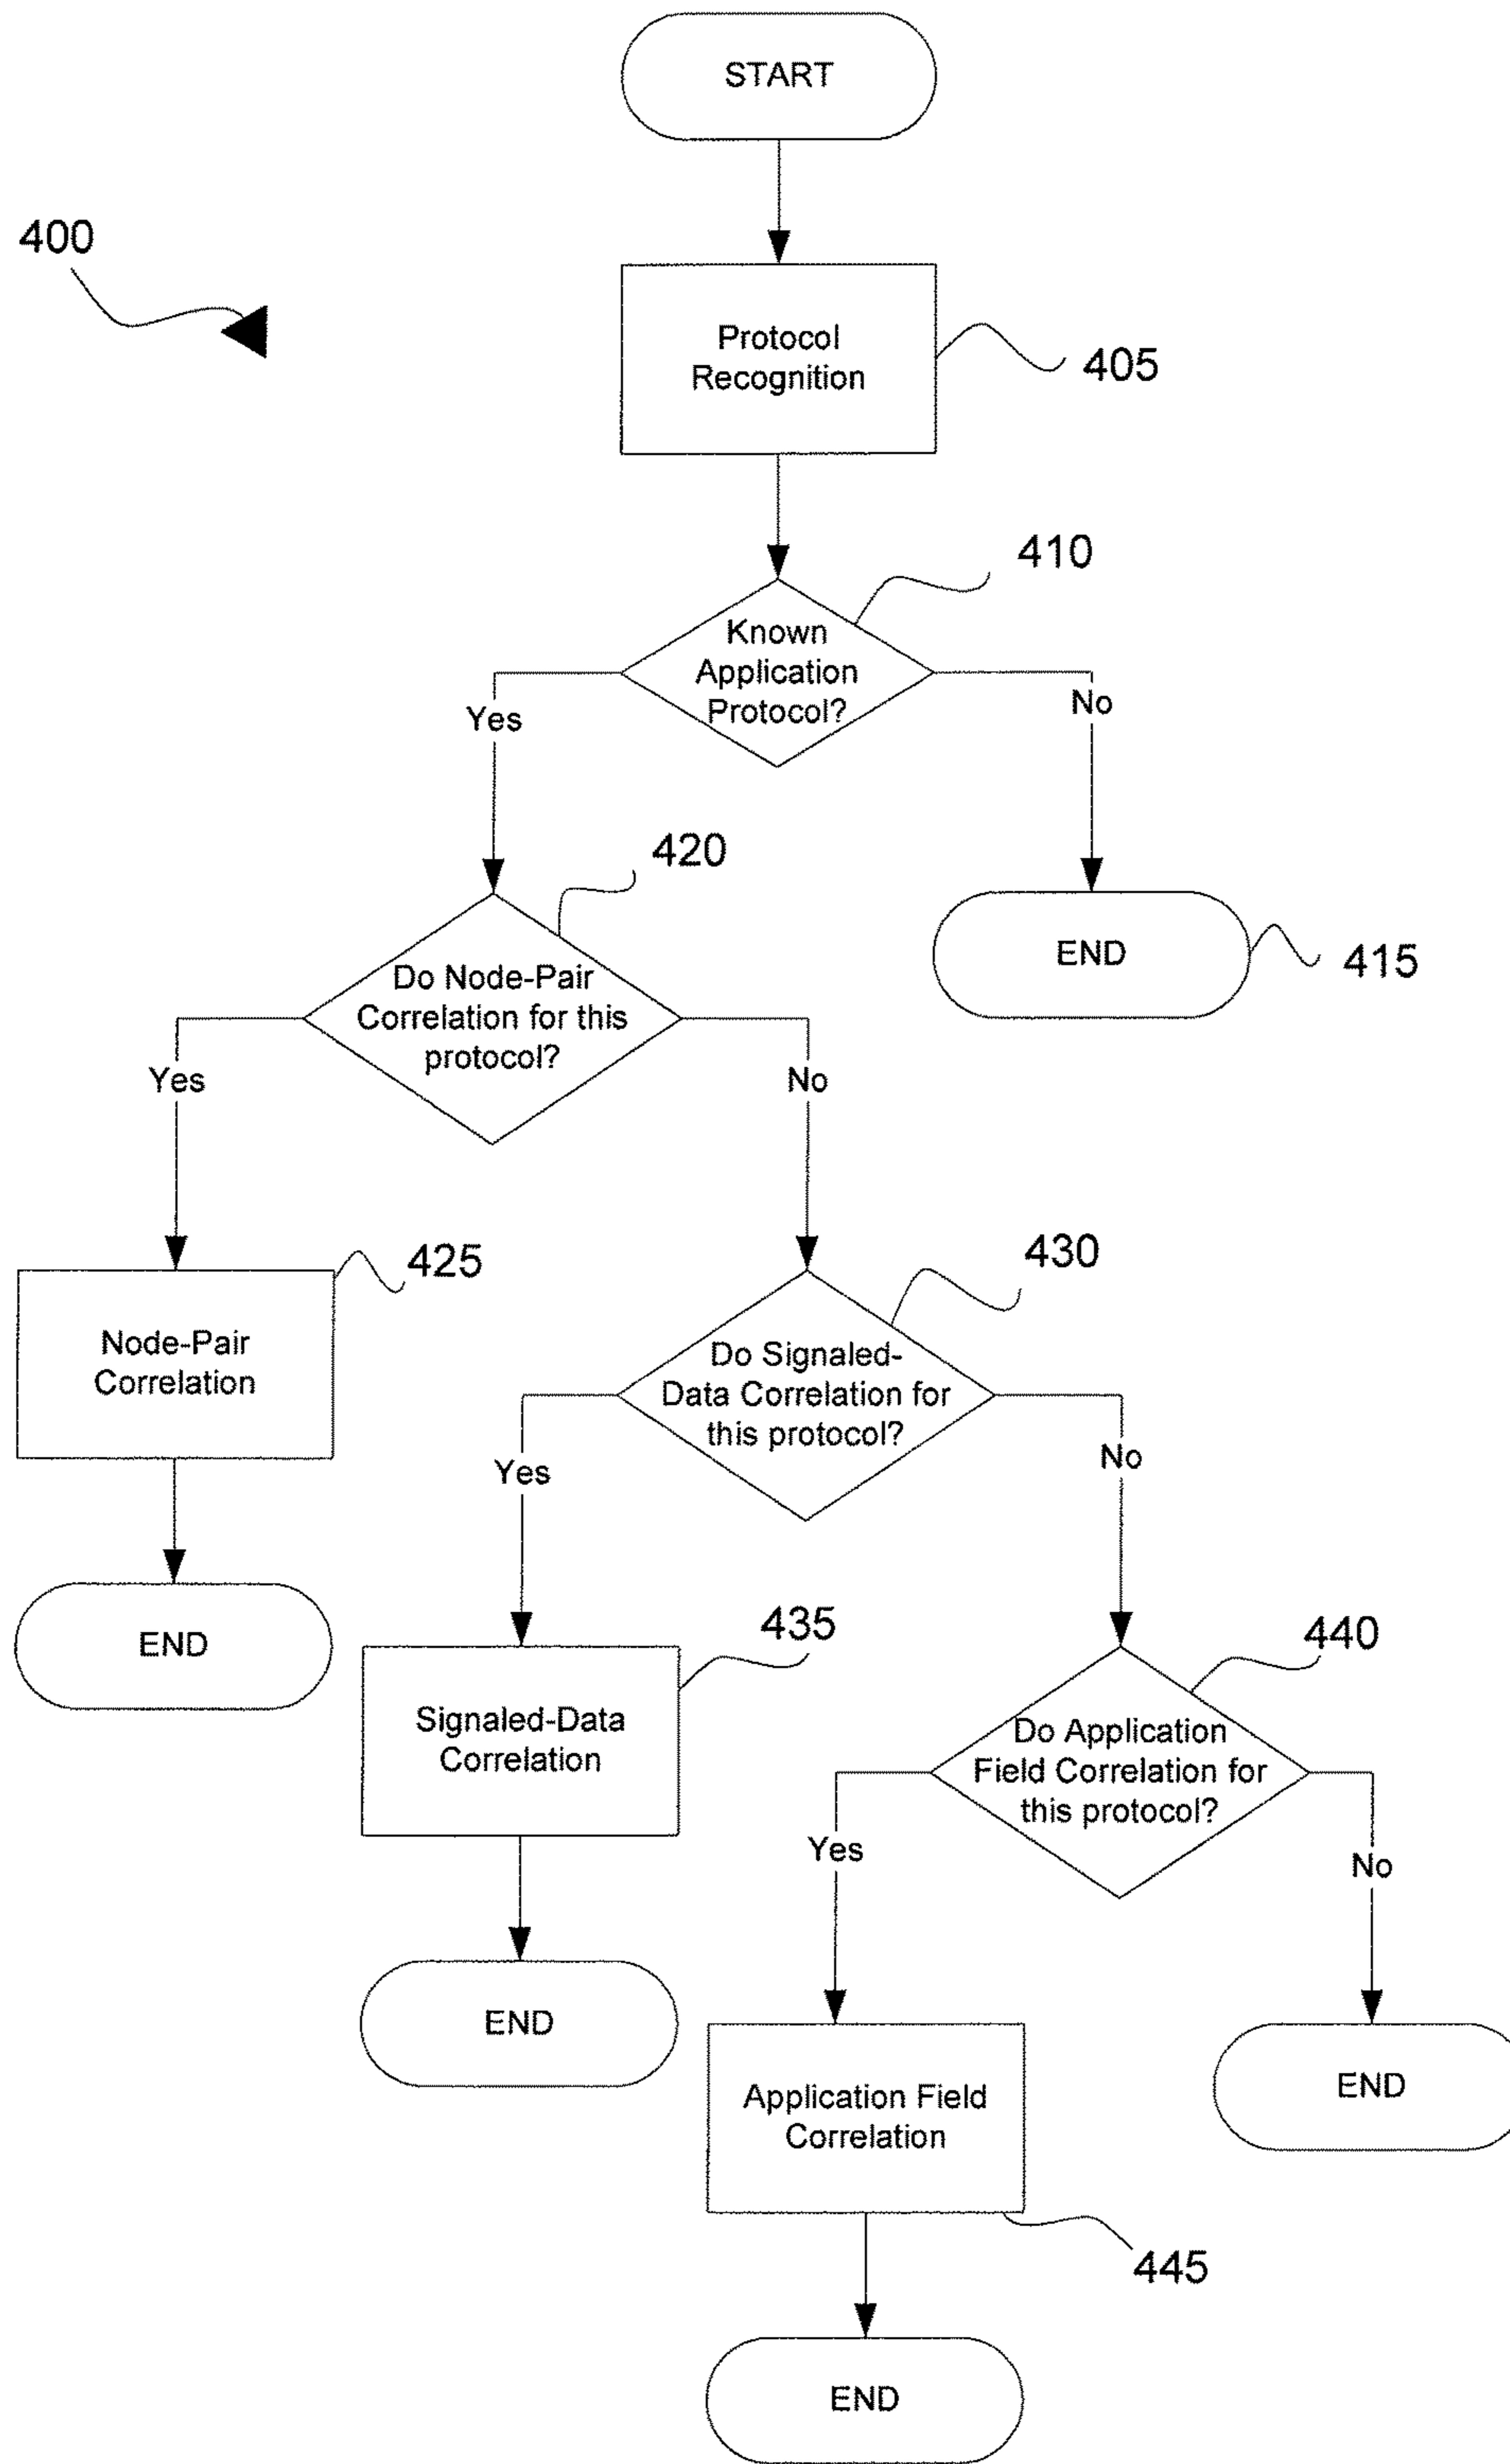 START
400
Protocol
Recognition
405
410
Known
Application
Protocol?
Yes
No
420
END
415
Do Node-Pair
Correlation for this
protocol?
Yes
No
425
430
Node-Pair
Correlation
Do Signaled-
Data Correlation for
this protocol?
Yes
No
END
435
440
Signaled-Data
Correlation
Do Application
Field Correlation for
this protocol?
Yes
No
END
END
Application Field
Correlation
445
END